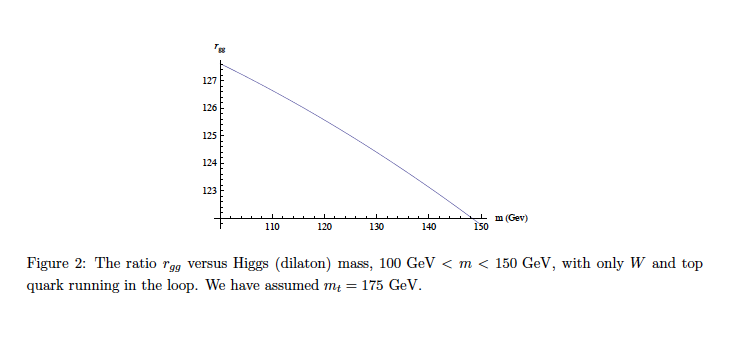 r_gg
127
126
125
124
123
110 120 130 140 150
m (Gev)
Figure 2: The ratio r_gg versus Higgs (dilaton) mass, 100 GeV < m < 150 GeV, with only W and top
quark running in the loop. We have assumed m_t = 175 GeV.